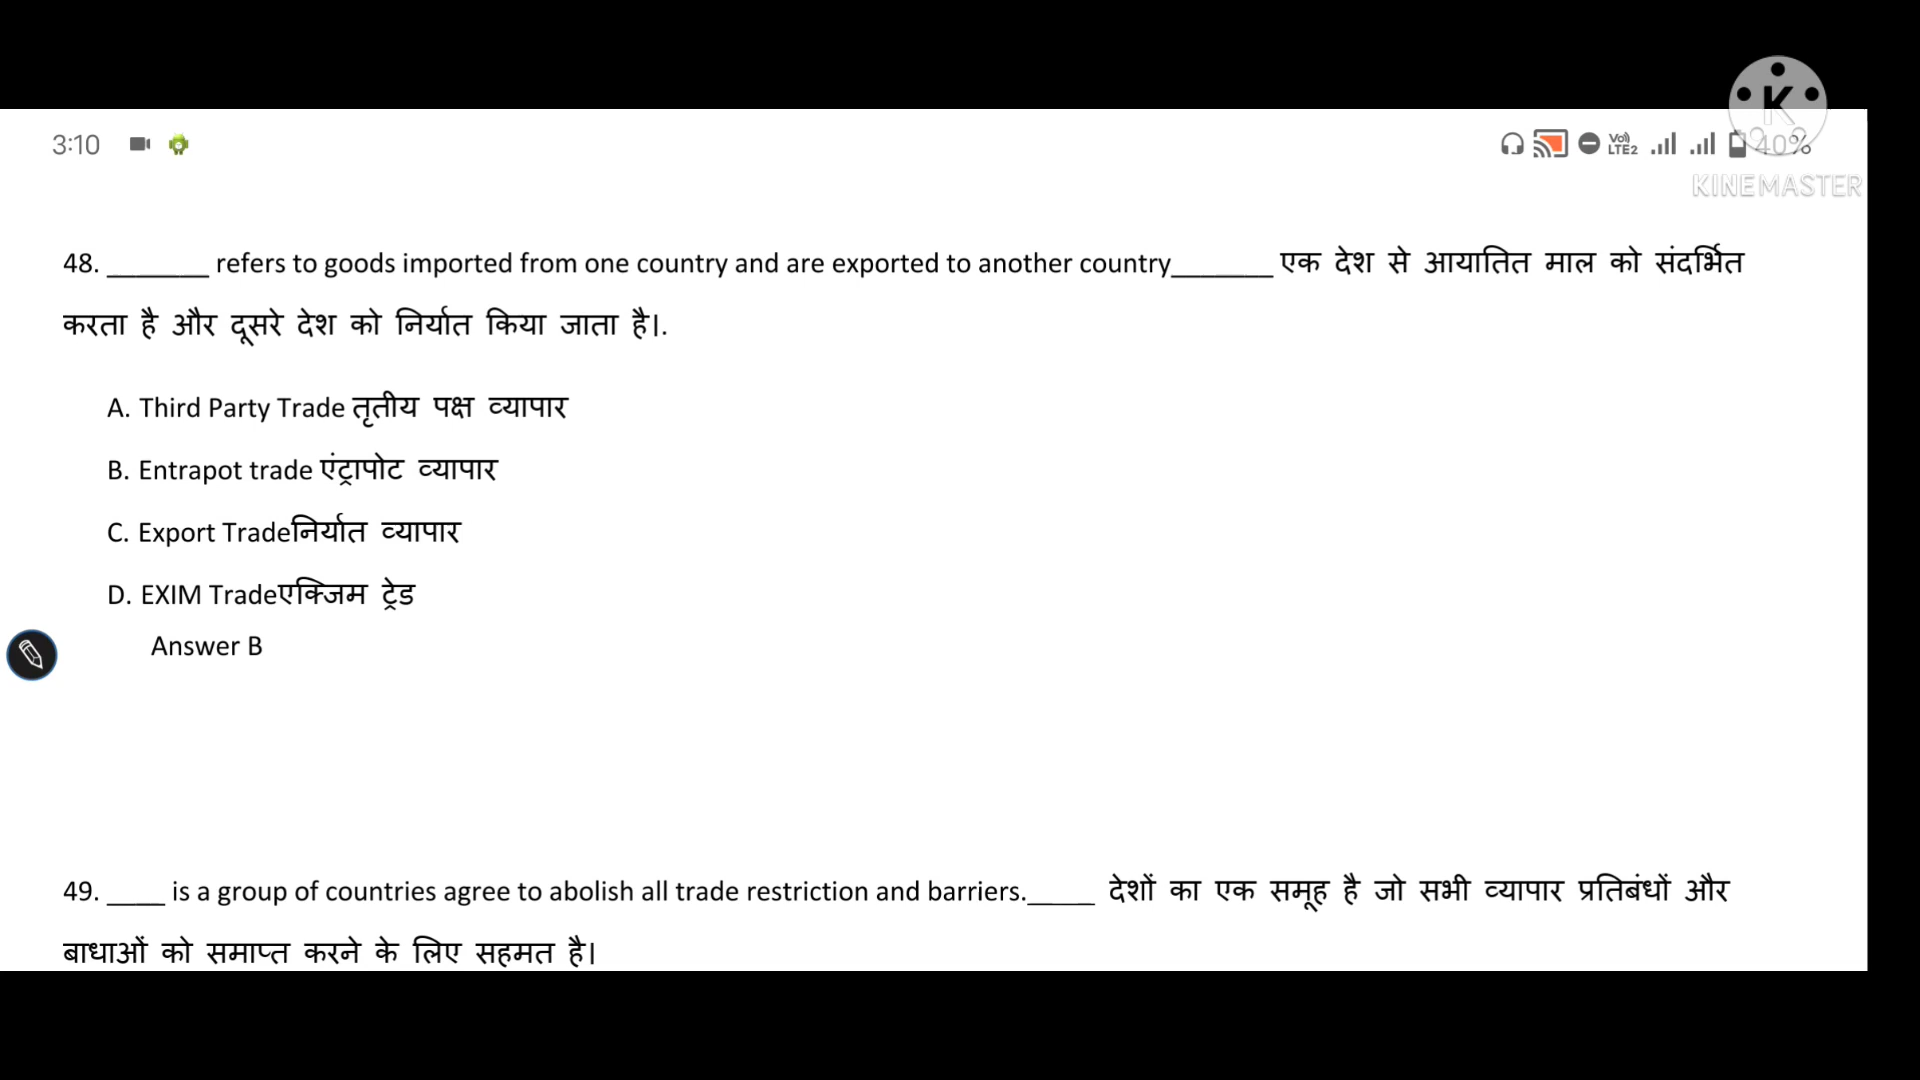 3:10
Vo)) LTE2 40%
KINEMASTER
48. _______ refers to goods imported from one country and are exported to another country_______ एक देश से आयातित माल को संदर्भित
करता है और दूसरे देश को निर्यात किया जाता है।.
A. Third Party Trade तृतीय पक्ष व्यापार
B. Entrapot trade एंट्रापोट व्यापार
C. Export Tradeनिर्यात व्यापार
D. EXIM Tradeएक्जिम ट्रेड
Answer B
49. ____ is a group of countries agree to abolish all trade restriction and barriers._____ देशों का एक समूह है जो सभी व्यापार प्रतिबंधों और
बाधाओं को समाप्त करने के लिए सहमत है।